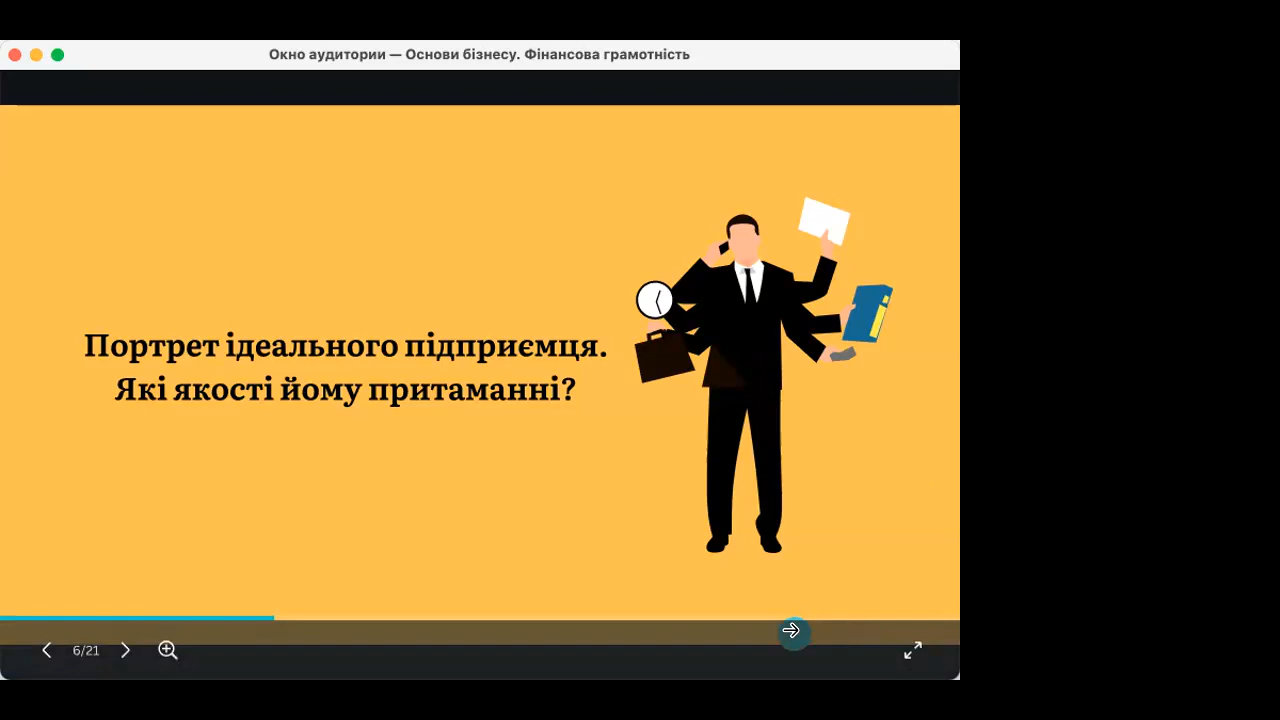 Окно аудитории — Основи бізнесу. Фінансова грамотність
Портрет ідеального підприємця.
Які якості йому притаманні?
6/21